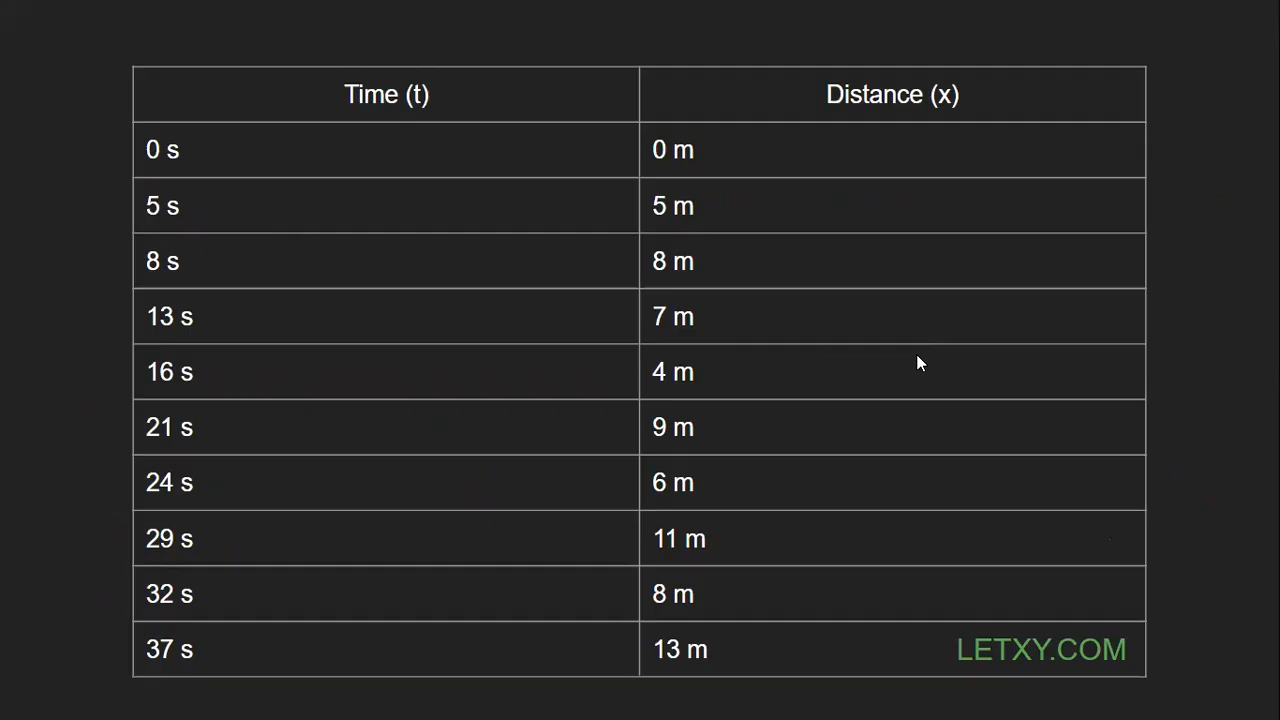 Time (t) Distance (x)
0 s 0 m
5 s 5 m
8 s 8 m
13 s 7 m
16 s 4 m
21 s 9 m
24 s 6 m
29 s 11 m
32 s 8 m
37 s 13 m
LETXY.COM